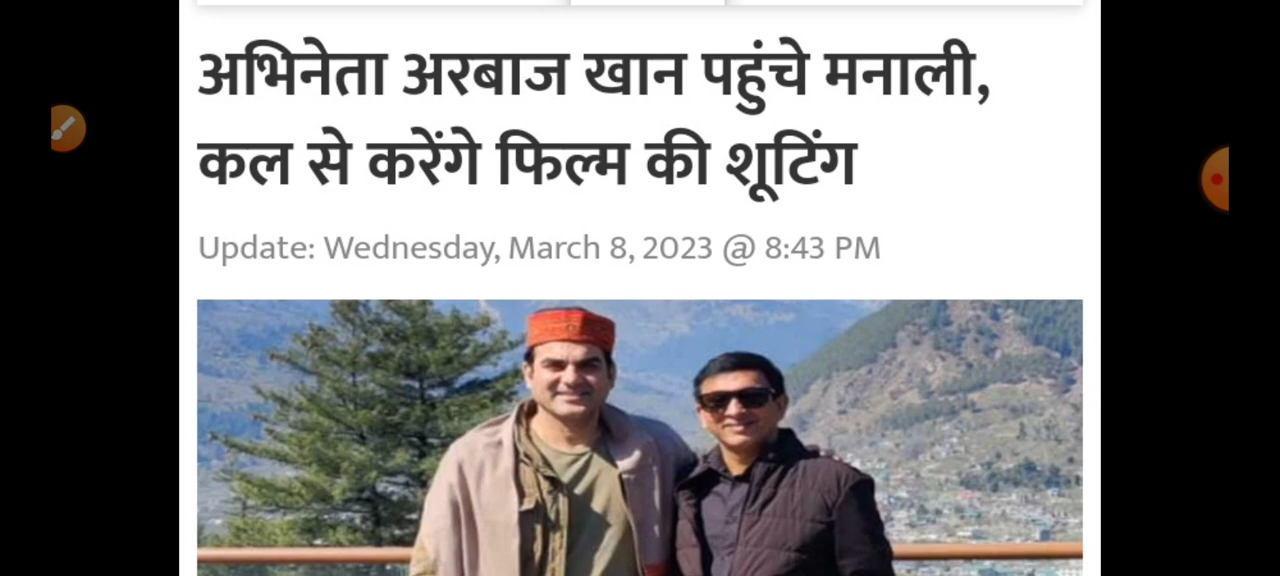 अभिनेता अरबाज खान पहुंचे मनाली,
कल से करेंगे फिल्म की शूटिंग
Update: Wednesday, March 8, 2023 @ 8:43 PM